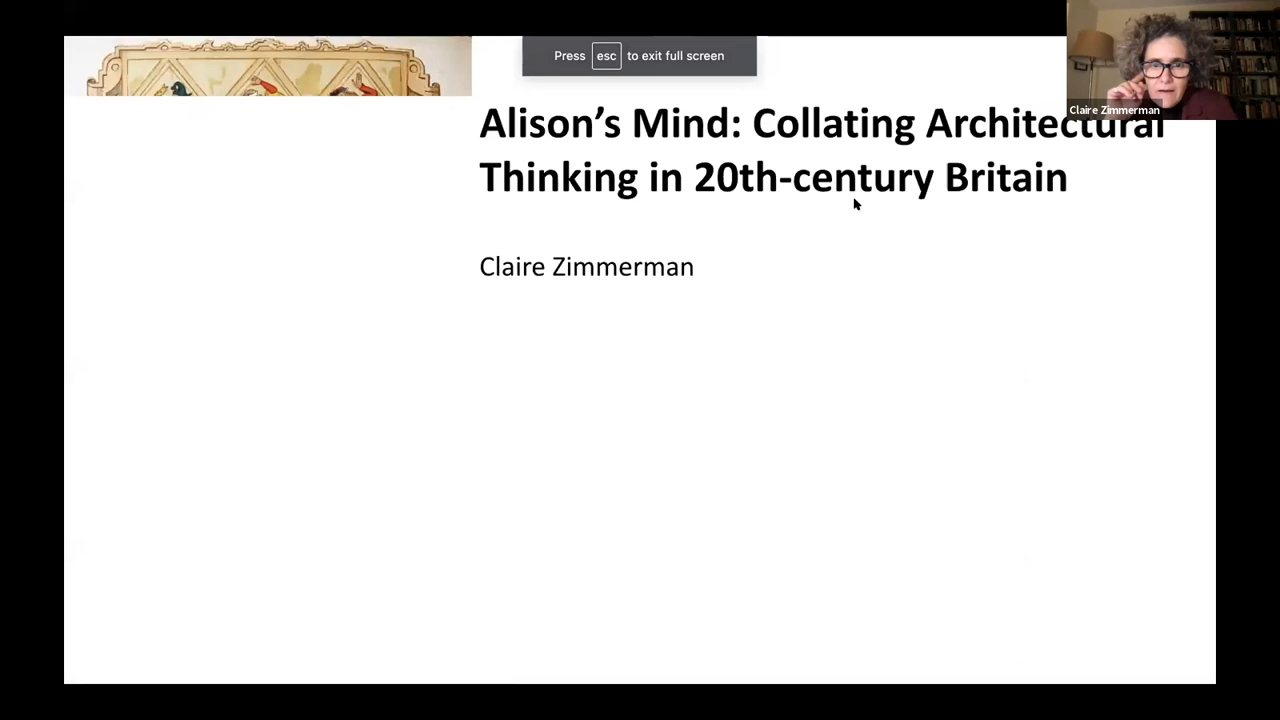 Press esc to exit full screen
Claire Zimmerman
Alison's Mind: Collating Architectural
Thinking in 20th-century Britain
Claire Zimmerman